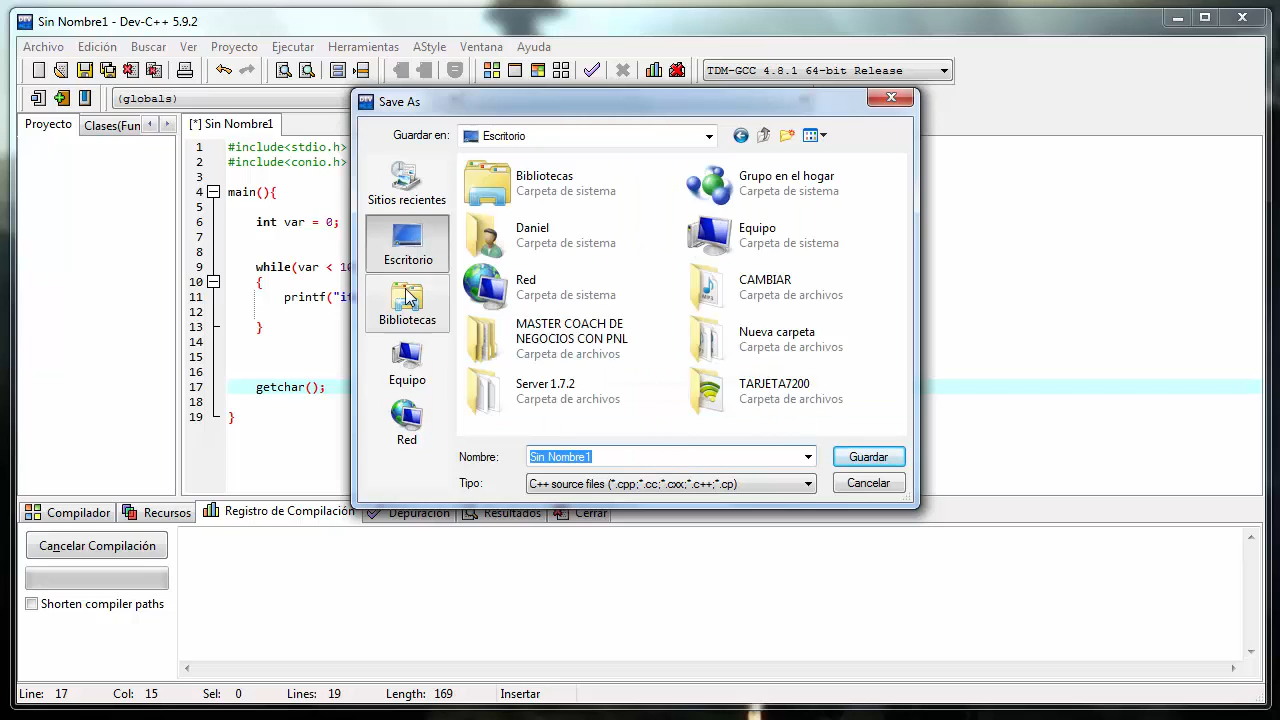 Sin Nombre1 - Dev-C++ 5.9.2
Archivo Edición Buscar Ver Proyecto Ejecutar Herramientas AStyle Ventana Ayuda
TDM-GCC 4.8.1 64-bit Release
(globals)
Proyecto
Clases(Fun
[*] Sin Nombre1
1 #include<stdio.h>
2 #include<conio.h>
3
4 main(){
5
6 int var = 0;
7
8
9 while(var < 10
10 {
11 printf("it
12
13 }
14
15
16
17 getchar();
18
19 }
Save As
Guardar en:
Escritorio
Sitios recientes
Escritorio
Bibliotecas
Equipo
Red
Bibliotecas
Carpeta de sistema
Grupo en el hogar
Carpeta de sistema
Daniel
Carpeta de sistema
Equipo
Carpeta de sistema
Red
Carpeta de sistema
CAMBIAR
Carpeta de archivos
MASTER COACH DE
NEGOCIOS CON PNL
Carpeta de archivos
Nueva carpeta
Carpeta de archivos
Server 1.7.2
Carpeta de archivos
TARJETA7200
Carpeta de archivos
Nombre:
Sin Nombre1
Guardar
Tipo:
C++ source files (*.cpp;*.cc;*.cxx;*.c++;*.cp)
Cancelar
Compilador
Recursos
Registro de Compilación
Depuración
Resultados
Cerrar
Cancelar Compilación
Shorten compiler paths
Line: 17 Col: 15 Sel: 0 Lines: 19 Length: 169 Insertar